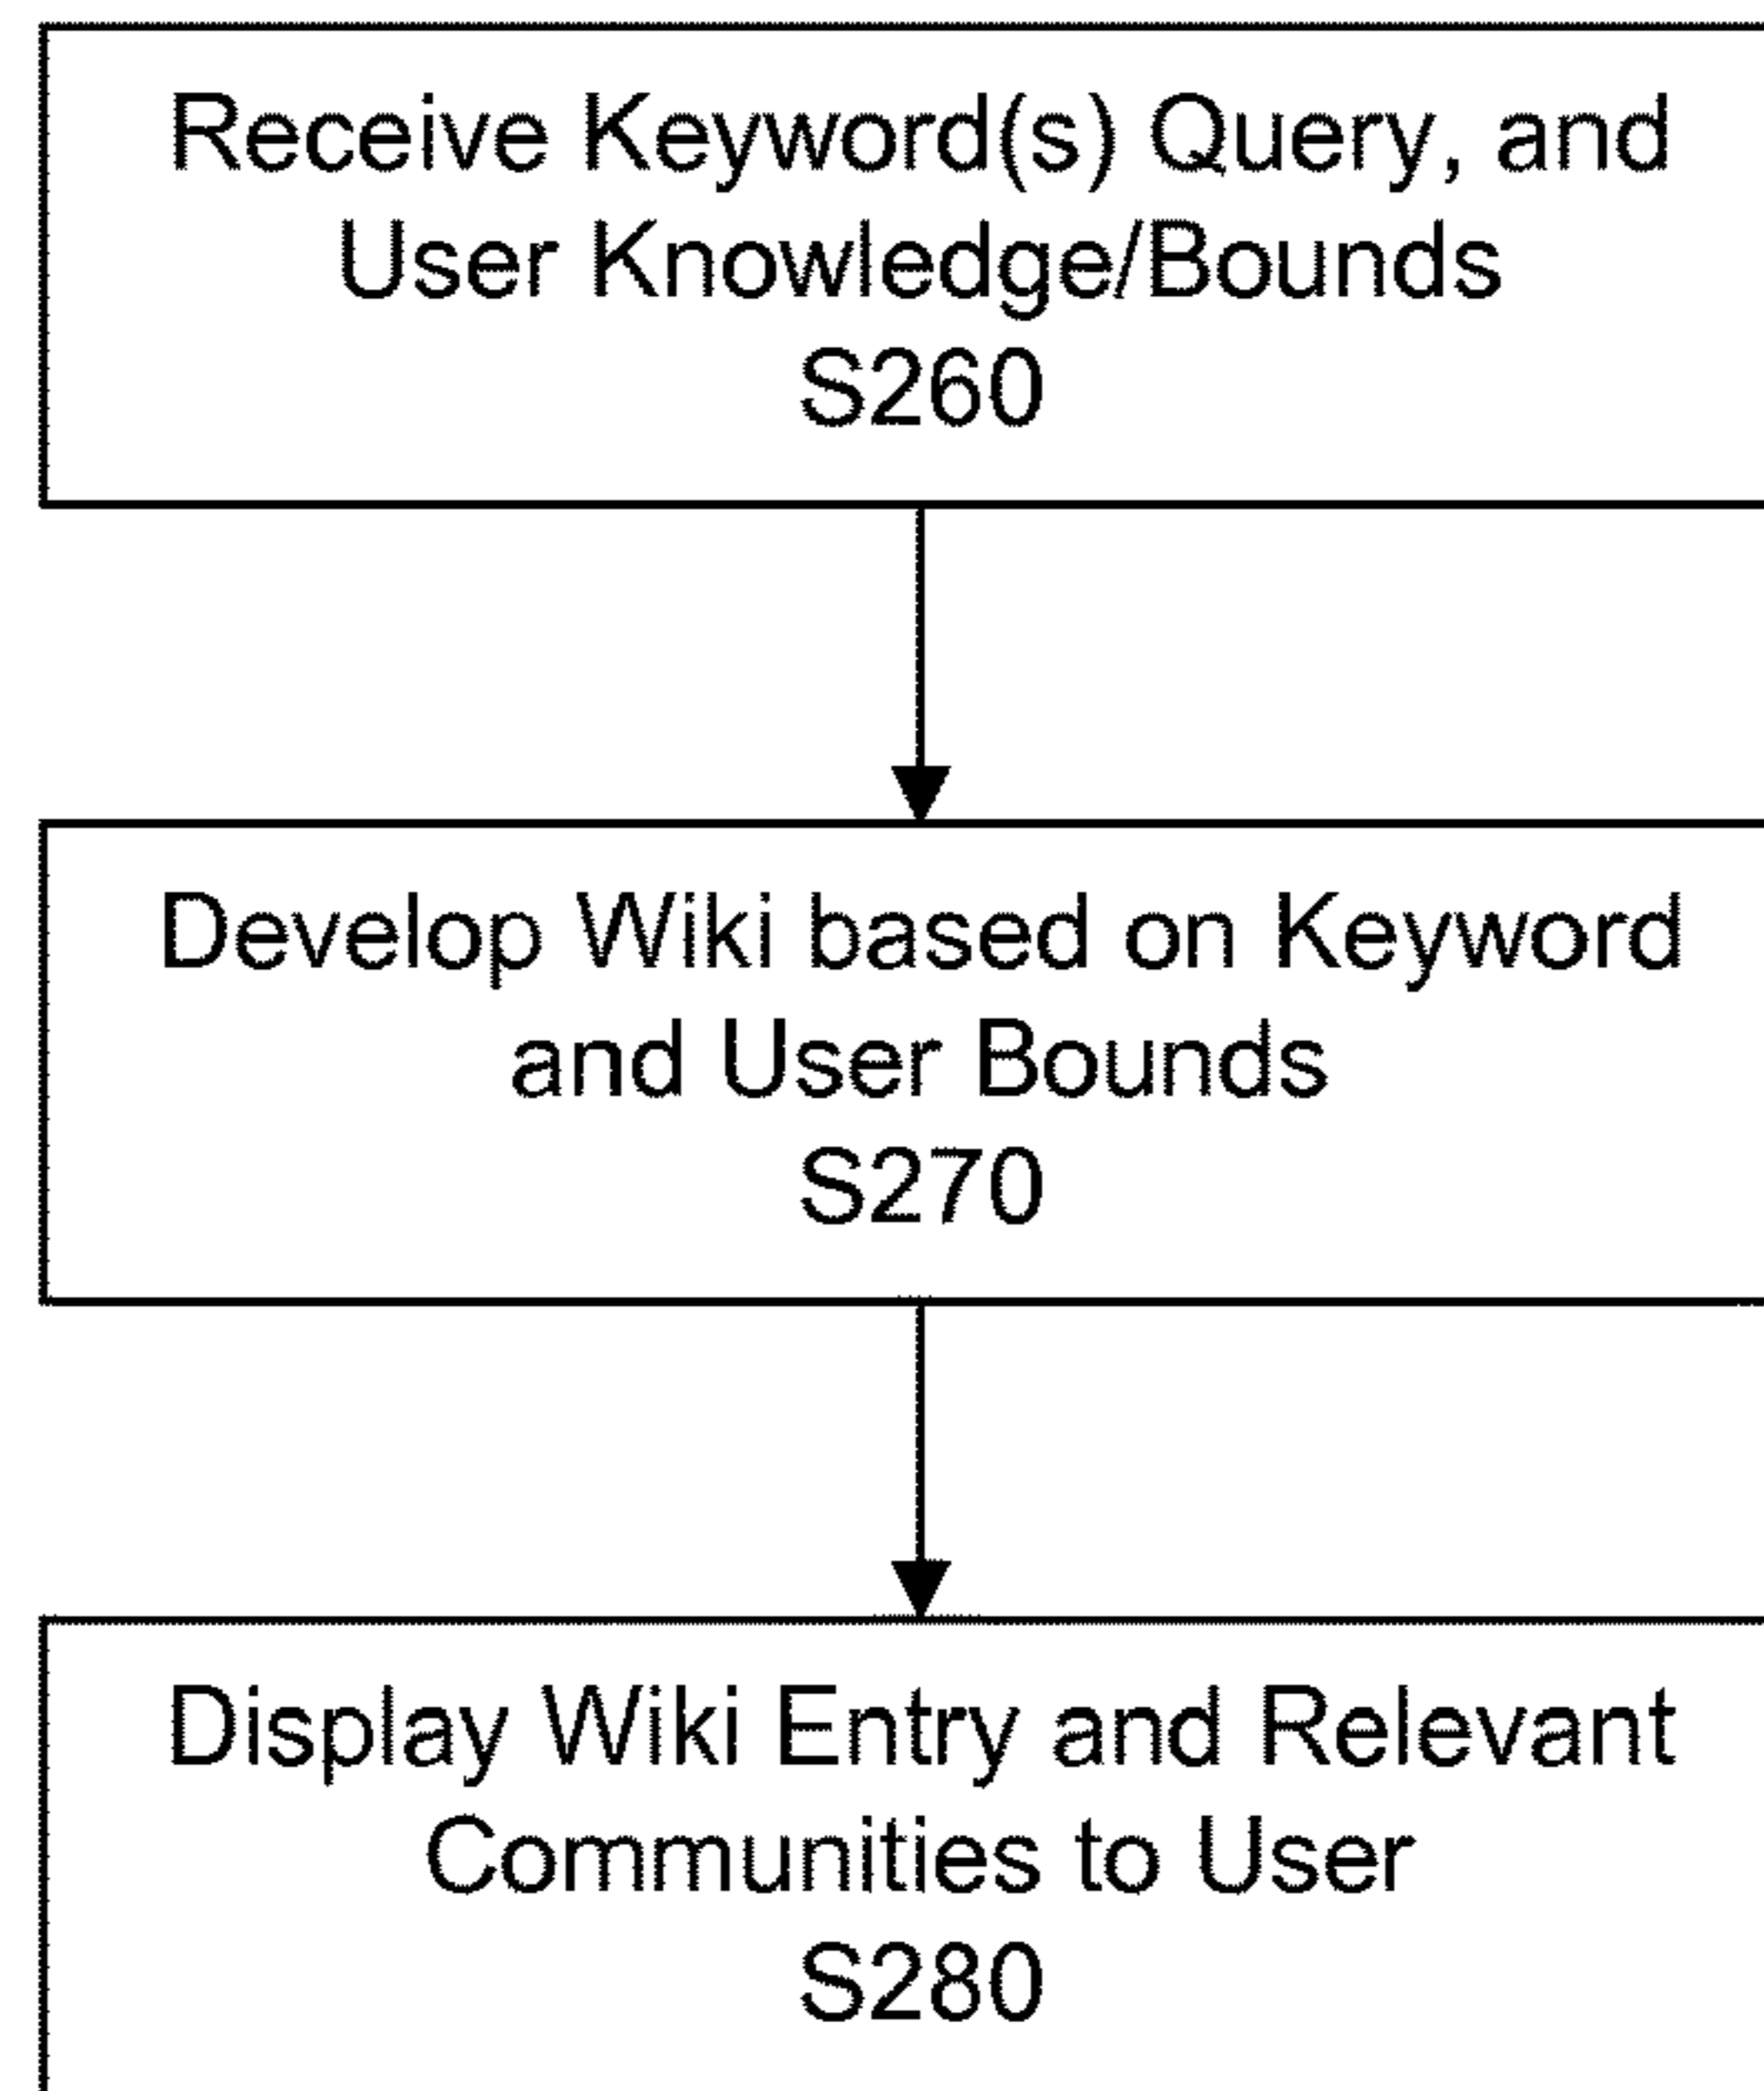 Receive Keyword(s) Query, and
User Knowledge/Bounds
S260
Develop Wiki based on Keyword
and User Bounds
S270
Display Wiki Entry and Relevant
Communities to User
S280